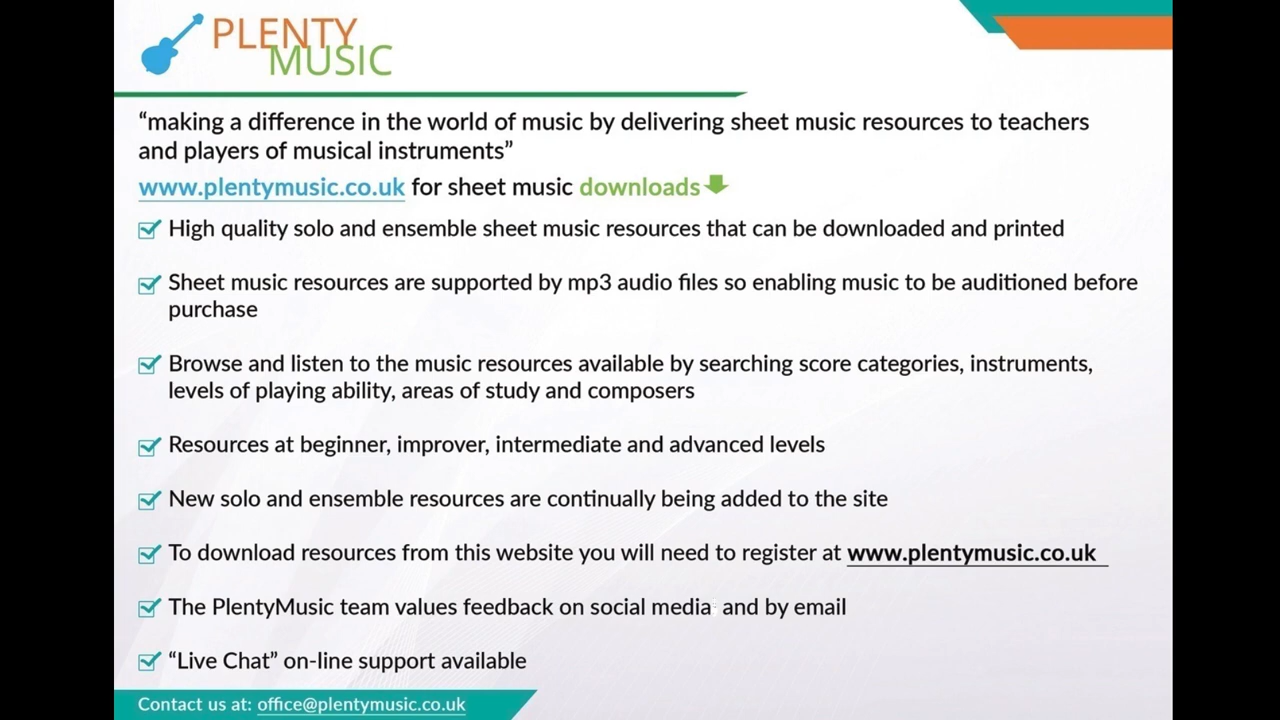 PLENTY
MUSIC
“making a difference in the world of music by delivering sheet music resources to teachers
and players of musical instruments”
www.plentymusic.co.uk for sheet music downloads
High quality solo and ensemble sheet music resources that can be downloaded and printed
Sheet music resources are supported by mp3 audio files so enabling music to be auditioned before
purchase
Browse and listen to the music resources available by searching score categories, instruments,
levels of playing ability, areas of study and composers
Resources at beginner, improver, intermediate and advanced levels
New solo and ensemble resources are continually being added to the site
To download resources from this website you will need to register at www.plentymusic.co.uk
The PlentyMusic team values feedback on social media and by email
“Live Chat” on-line support available
Contact us at: office@plentymusic.co.uk